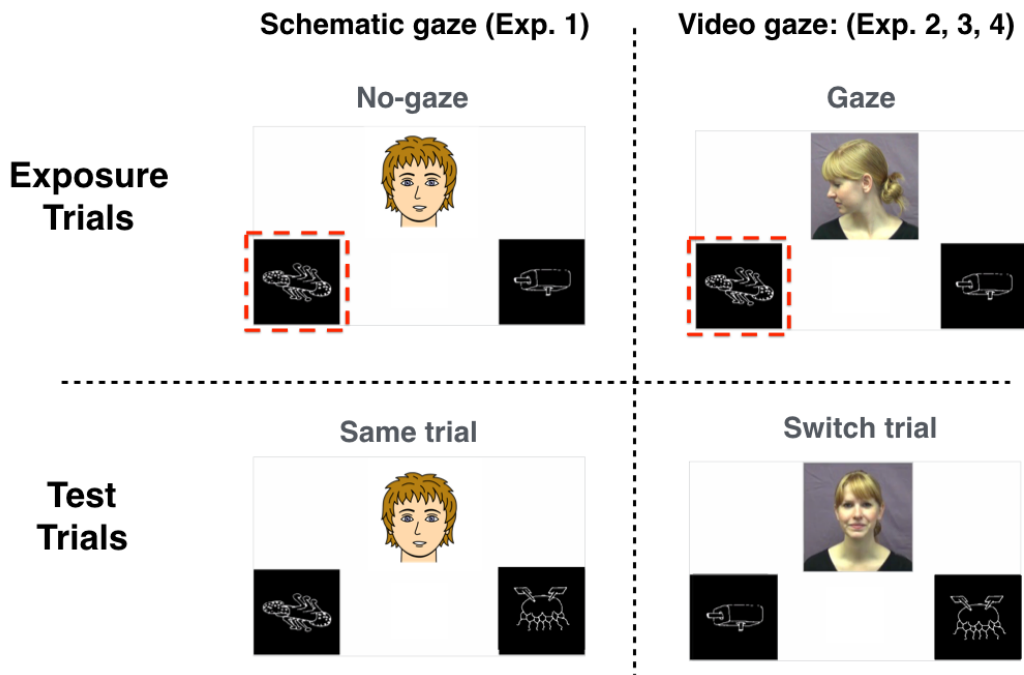 Schematic gaze (Exp. 1)
Video gaze: (Exp. 2, 3, 4)
No-gaze
Gaze
Exposure
Trials
Same trial
Switch trial
Test
Trials